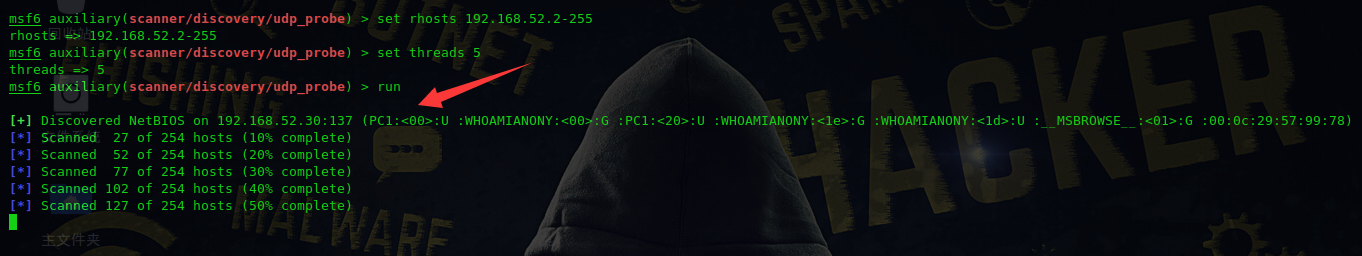 msf6 auxiliary(scanner/discovery/udp_probe) > set rhosts 192.168.52.2-255
rhosts => 192.168.52.2-255
msf6 auxiliary(scanner/discovery/udp_probe) > set threads 5
threads => 5
msf6 auxiliary(scanner/discovery/udp_probe) > run
[+] Discovered NetBIOS on 192.168.52.30:137 (PC1:<00>:U :WHOAMIANONY:<00>:G :PC1:<20>:U :WHOAMIANONY:<1e>:G :WHOAMIANONY:<1d>:U :__MSBROWSE__:<01>:G :00:0c:29:57:99:78)
[*] Scanned  27 of 254 hosts (10% complete)
[*] Scanned  52 of 254 hosts (20% complete)
[*] Scanned  77 of 254 hosts (30% complete)
[*] Scanned 102 of 254 hosts (40% complete)
[*] Scanned 127 of 254 hosts (50% complete)
主文件夹
BOTNET
SPAM
PHISHING
HACKER
MALWARE